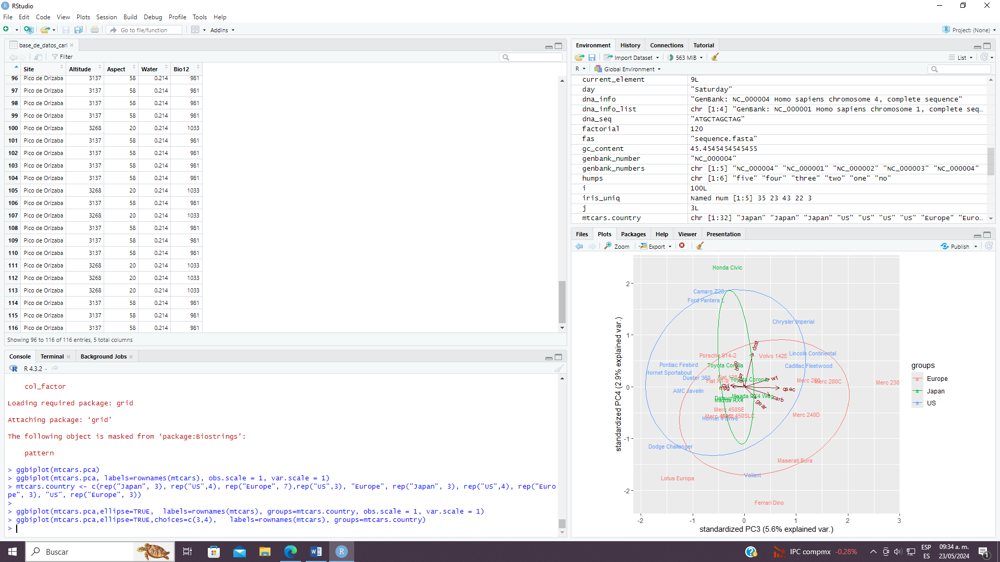 RStudio
File Edit Code View Plots Session Build Debug Profile Tools Help
Go to file/function Addins Project: (None)
base_de_datos_cari
Filter
Site Altitude Aspect Water Bio12
96 Pico de Orizaba 3137 58 0.214 981
97 Pico de Orizaba 3137 58 0.214 981
98 Pico de Orizaba 3137 58 0.214 981
99 Pico de Orizaba 3137 58 0.214 981
100 Pico de Orizaba 3268 20 0.214 1033
101 Pico de Orizaba 3137 58 0.214 981
102 Pico de Orizaba 3137 58 0.214 981
103 Pico de Orizaba 3137 58 0.214 981
104 Pico de Orizaba 3137 58 0.214 981
105 Pico de Orizaba 3268 20 0.214 1033
106 Pico de Orizaba 3137 58 0.214 981
107 Pico de Orizaba 3268 20 0.214 1033
108 Pico de Orizaba 3137 58 0.214 981
109 Pico de Orizaba 3137 58 0.214 981
110 Pico de Orizaba 3137 58 0.214 981
111 Pico de Orizaba 3268 20 0.214 1033
112 Pico de Orizaba 3268 20 0.214 1033
113 Pico de Orizaba 3268 20 0.214 1033
114 Pico de Orizaba 3137 58 0.214 981
115 Pico de Orizaba 3137 58 0.214 981
116 Pico de Orizaba 3137 58 0.214 981
Showing 96 to 116 of 116 entries, 5 total columns
Console Terminal Background Jobs
R 4.3.2 ·
col_factor
Loading required package: grid
Attaching package: ‘grid’
The following object is masked from ‘package:Biostrings’:
pattern
> ggbiplot(mtcars.pca)
> ggbiplot(mtcars.pca, labels=rownames(mtcars), obs.scale = 1, var.scale = 1)
> mtcars.country <- c(rep("Japan", 3), rep("US",4), rep("Europe", 7),rep("US",3), "Europe", rep("Japan", 3), rep("US",4), rep("Euro
pe", 3), "US", rep("Europe", 3))
>
> ggbiplot(mtcars.pca,ellipse=TRUE,  labels=rownames(mtcars), groups=mtcars.country, obs.scale = 1, var.scale = 1)
> ggbiplot(mtcars.pca,ellipse=TRUE,choices=c(3,4),   labels=rownames(mtcars), groups=mtcars.country)
>
Environment History Connections Tutorial
Import Dataset 563 MiB List
R Global Environment
current_element 9L
day "Saturday"
dna_info "GenBank: NC_000004 Homo sapiens chromosome 4, complete sequence"
dna_info_list chr [1:4] "GenBank: NC_000001 Homo sapiens chromosome 1, complete seq…
dna_seq "ATGCTAGCTAG"
factorial 120
fas "sequence.fasta"
gc_content 45.4545454545455
genbank_number "NC_000004"
genbank_numbers chr [1:5] "NC_000004" "NC_000001" "NC_000002" "NC_000003" "NC_000004"
humps chr [1:6] "five" "four" "three" "two" "one" "no"
i 100L
iris_uniq Named num [1:5] 35 23 43 22 3
j 3L
mtcars.country chr [1:32] "Japan" "Japan" "Japan" "US" "US" "US" "US" "Europe" "Euro…
Files Plots Packages Help Viewer Presentation
Zoom Export Publish
Honda Civic
2
Camaro Z28
Ford Pantera L
Chrysler Imperial
1
drat
Porsche 914-2 Volvo 142E Lincoln Continental
Pontiac Firebird Toyota Corolla Cadillac Fleetwood
disp
Hornet Sportabout
Duster 360 Fiat 128 wt
Fiat X1-9 Toyota Corona Merc 280 Merc 280C Merc 230
0 cyl
mpg qsec
AMC Javelin
Mazda RX4 Wag carb
Datsun 710
Mazda RX4 gear
Merc 450SE
Merc 450SL Merc 450SLC Merc 240D
Hornet 4 Drive
-1
Dodge Challenger
Maserati Bora
Lotus Europa Valiant
-2
Ferrari Dino
-2 -1 0 1 2 3
standardized PC3 (5.6% explained var.)
standardized PC4 (2.9% explained var.)
groups
a Europe
a Japan
a US
Buscar
IPC compmx -0.28%
ESP
ES
09:34 a. m.
23/05/2024
1